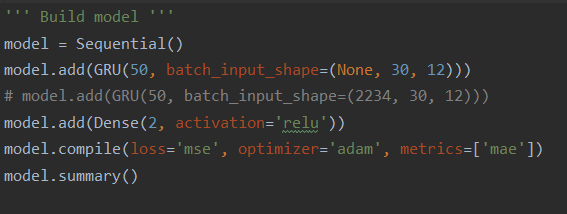 ''' Build model '''
model = Sequential()
model.add(GRU(50, batch_input_shape=(None, 30, 12)))
# model.add(GRU(50, batch_input_shape=(2234, 30, 12)))
model.add(Dense(2, activation='relu'))
model.compile(loss='mse', optimizer='adam', metrics=['mae'])
model.summary()